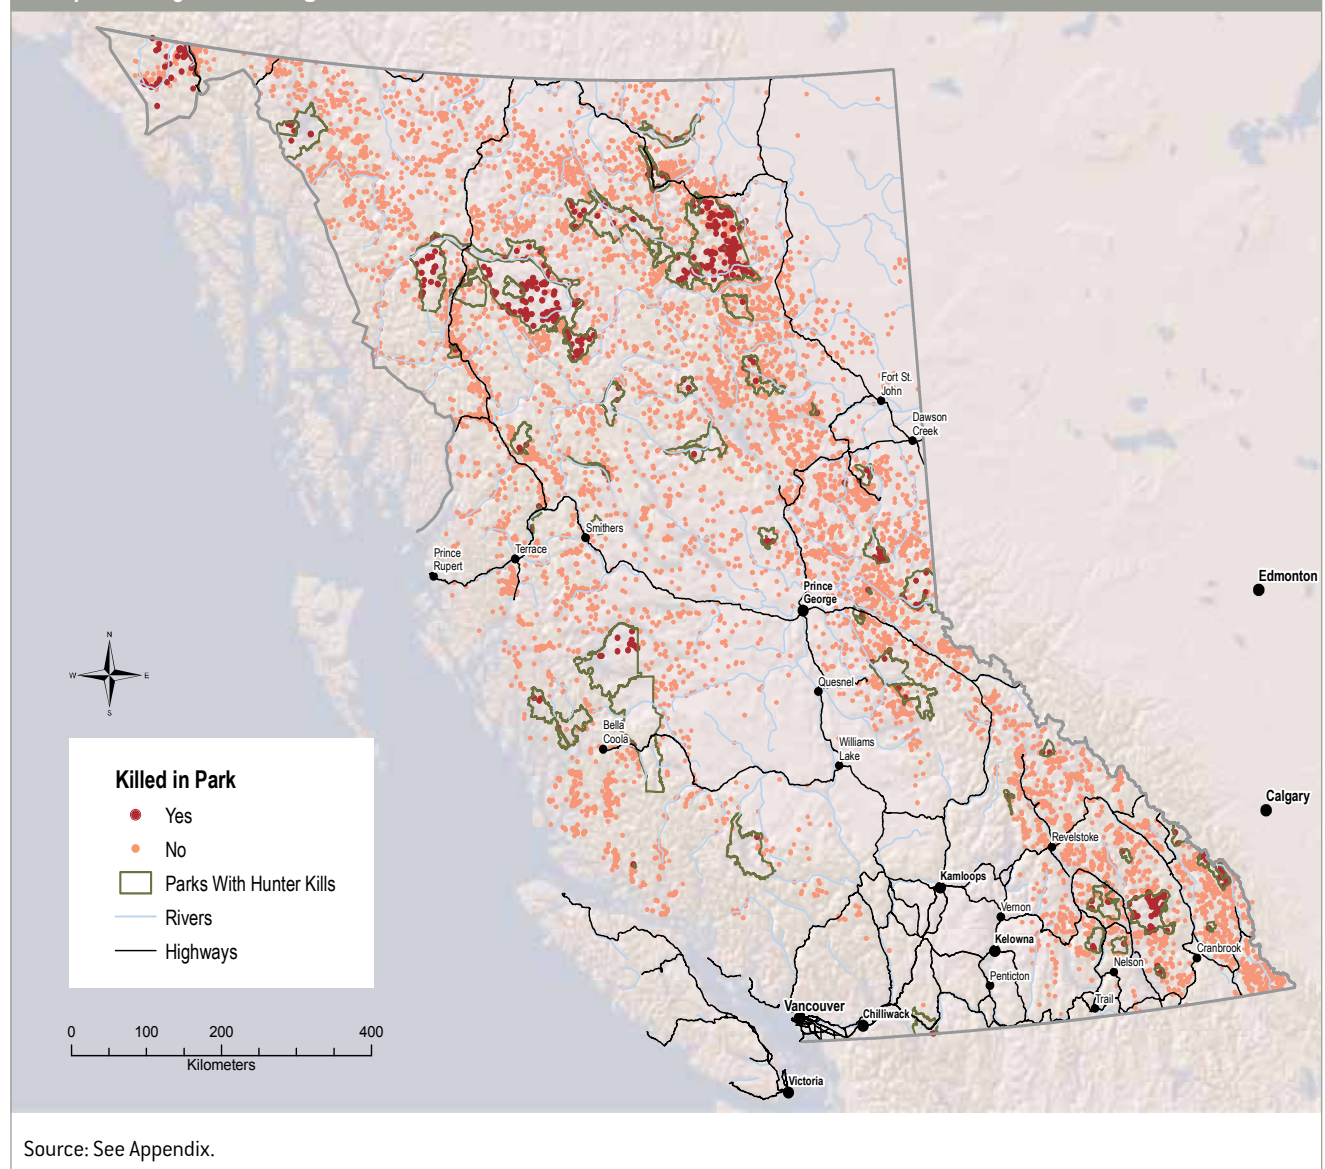 Fort St.
John
Dawson
Creek
Smithers
Terrace
Prince
Rupert
Prince
George
Edmonton
N
W
E
S
Quesnel
Bella
Coola
Williams
Lake
Calgary
Killed in Park
Yes
No
Parks With Hunter Kills
Rivers
Highways
Revelstoke
Kamloops
Vernon
Kelowna
Cranbrook
Nelson
Penticton
Trail
Vancouver
Chilliwack
0 100 200 400
Kilometers
Victoria
Source: See Appendix.